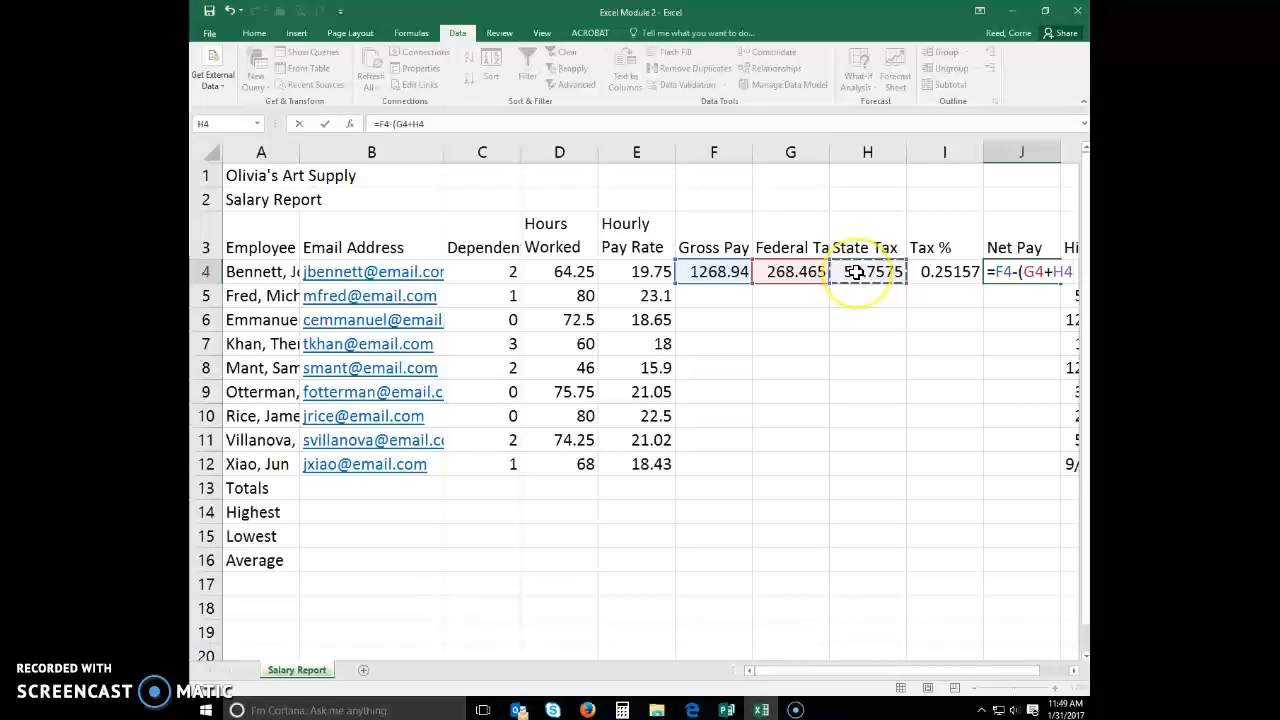 Excel Module 2 - Excel
File Home Insert Page Layout Formulas Data Review View ACROBAT Tell me what you want to do... Reed, Corne Share
Get External Data
New Query
Show Queries
From Table
Recent Sources
Get & Transform
Refresh All
Connections
Properties
Edit Links
Connections
Sort
Filter
Clear
Reapply
Advanced
Sort & Filter
Text to Columns
Flash Fill
Remove Duplicates
Data Validation
Consolidate
Relationships
Manage Data Model
Data Tools
What-If Analysis
Forecast Sheet
Forecast
Group
Ungroup
Subtotal
Outline
H4 fx =F4-(G4+H4
A B C D E F G H I J
1 Olivia's Art Supply
2 Salary Report
Hours Hourly
3 Employee Email Address Dependen Worked Pay Rate Gross Pay Federal Ta State Tax Tax % Net Pay Hi
4 Bennett, Jo jbennett@email.com 2 64.25 19.75 1268.94 268.465 7575 0.25157 =F4-(G4+H4
5 Fred, Mich mfred@email.com 1 80 23.1 5
6 Emmanue cemmanuel@email 0 72.5 18.65 12
7 Khan, Ther tkhan@email.com 3 60 18 1
8 Mant, Sam smant@email.com 2 46 15.9 12
9 Otterman, fotterman@email.c 0 75.75 21.05 3
10 Rice, Jame jrice@email.com 0 80 22.5 2
11 Villanova, svillanova@email.co 2 74.25 21.02 5
12 Xiao, Jun jxiao@email.com 1 68 18.43 9/
13 Totals
14 Highest
15 Lowest
16 Average
17
18
19
20
Salary Report
RECORDED WITH
SCREENCAST MATIC
I'm Cortana. Ask me anything.
11:49 AM
1/31/2017